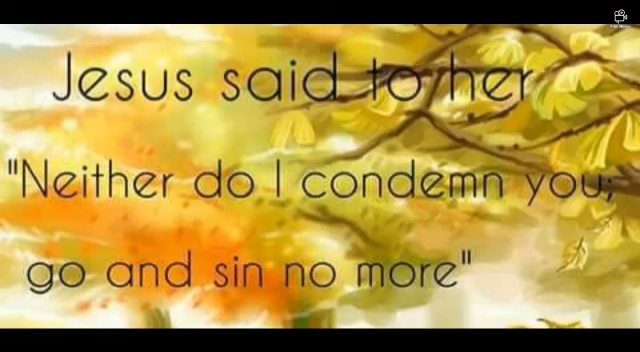 Jesus said to her
"Neither do I condemn you;
go and sin no more"